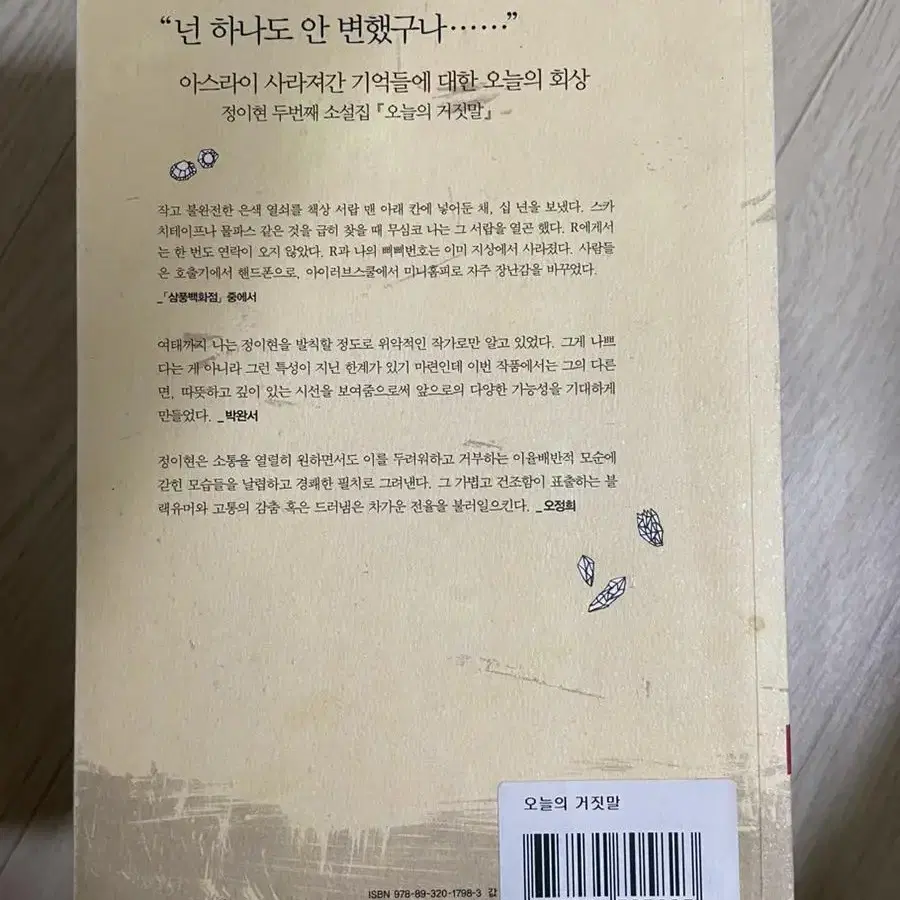 “넌 하나도 안 변했구나……”
아스라이 사라져간 기억들에 대한 오늘의 회상
정이현 두번째 소설집 『오늘의 거짓말』
작고 불완전한 은색 열쇠를 책상 서랍 맨 아래 칸에 넣어둔 채, 십 년을 보냈다. 스카
치테이프나 물파스 같은 것을 급히 찾을 때 무심코 나는 그 서랍을 열곤 했다. R에게서
는 한 번도 연락이 오지 않았다. R과 나의 삐삐번호는 이미 지상에서 사라졌다. 사람들
은 호출기에서 핸드폰으로, 아이러브스쿨에서 미니홈피로 자주 장난감을 바꾸었다.
_「삼풍백화점」 중에서
여태까지 나는 정이현을 발칙할 정도로 위악적인 작가로만 알고 있었다. 그게 나쁘
다는 게 아니라 그런 특성이 지닌 한계가 있기 마련인데 이번 작품에서는 그의 다른
면, 따뜻하고 깊이 있는 시선을 보여줌으로써 앞으로의 다양한 가능성을 기대하게
만들었다. _박완서
정이현은 소통을 열렬히 원하면서도 이를 두려워하고 거부하는 이율배반적 모순에
갇힌 모습들을 날렵하고 경쾌한 필치로 그려낸다. 그 가볍고 건조함이 표출하는 블
랙유머와 고통의 감춤 혹은 드러냄은 차가운 전율을 불러일으킨다. _오정희
오늘의 거짓말
ISBN 978-89-320-1798-3 값